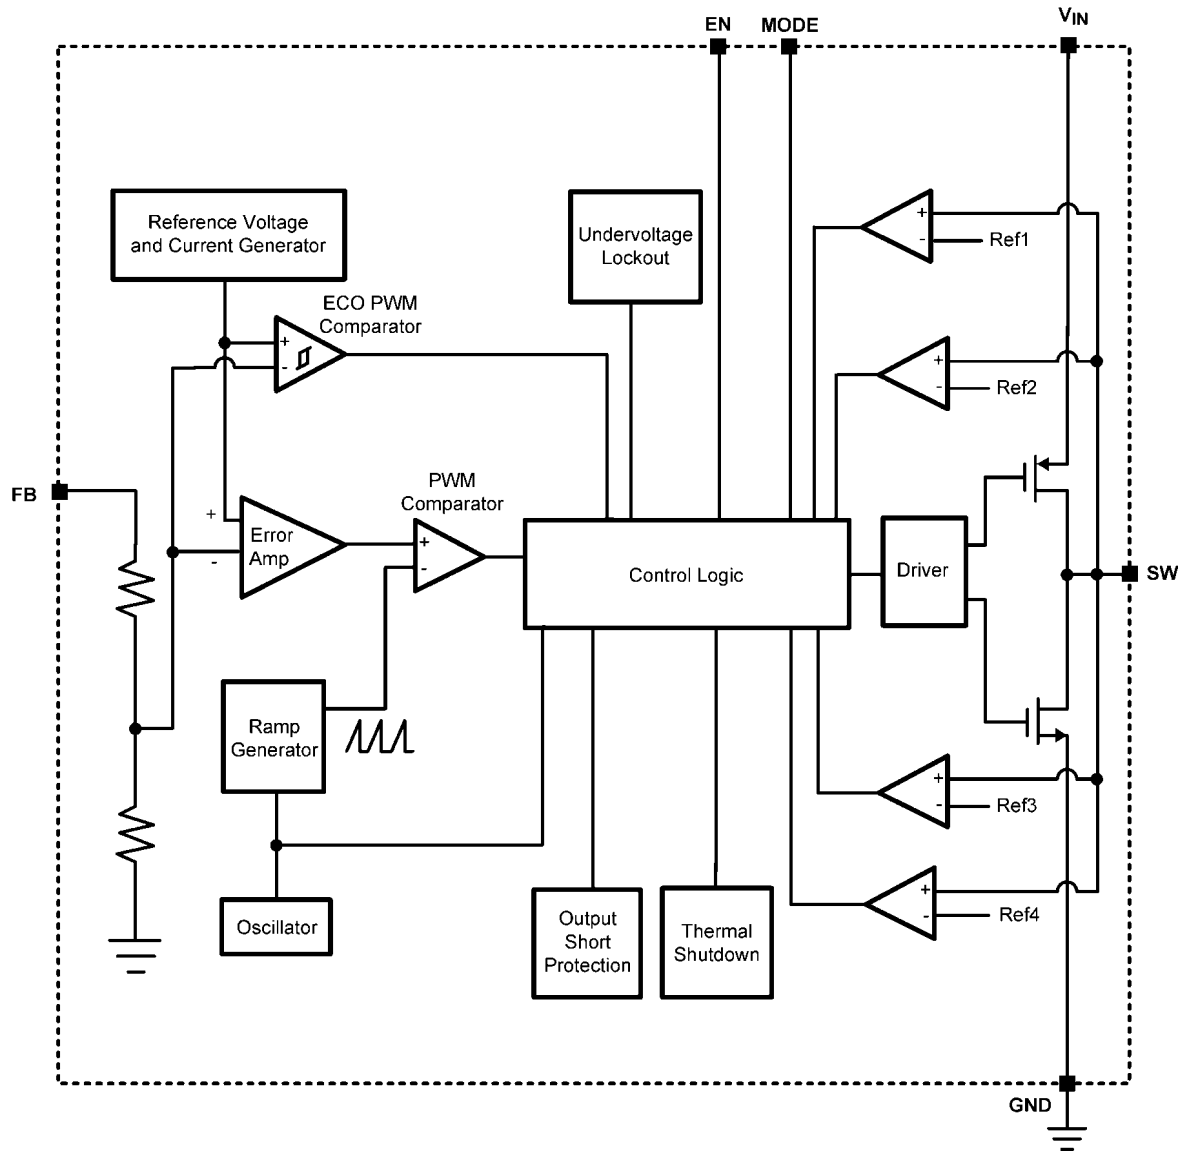 EN
MODE
VIN
Reference Voltage
and Current Generator
Undervoltage
Lockout
+
-
Ref1
ECO PWM
Comparator
+
-
+
-
Ref2
FB
PWM
Comparator
+
-
Error
Amp
+
-
Control Logic
Driver
SW
Ramp
Generator
+
-
Ref3
+
-
Ref4
Oscillator
Output
Short
Protection
Thermal
Shutdown
GND